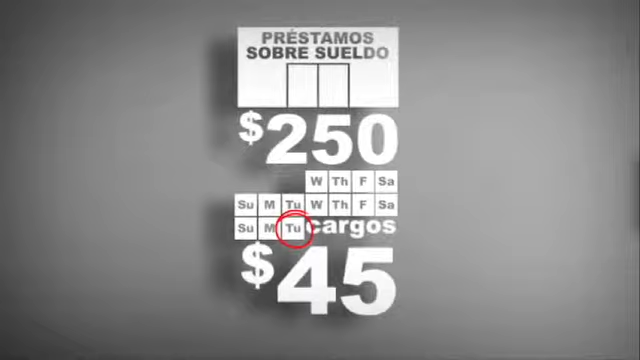 PRÉSTAMOS
SOBRE SUELDO
$250
W Th F Sa
Su M Tu W Th F Sa
Su M Tu cargos
$45